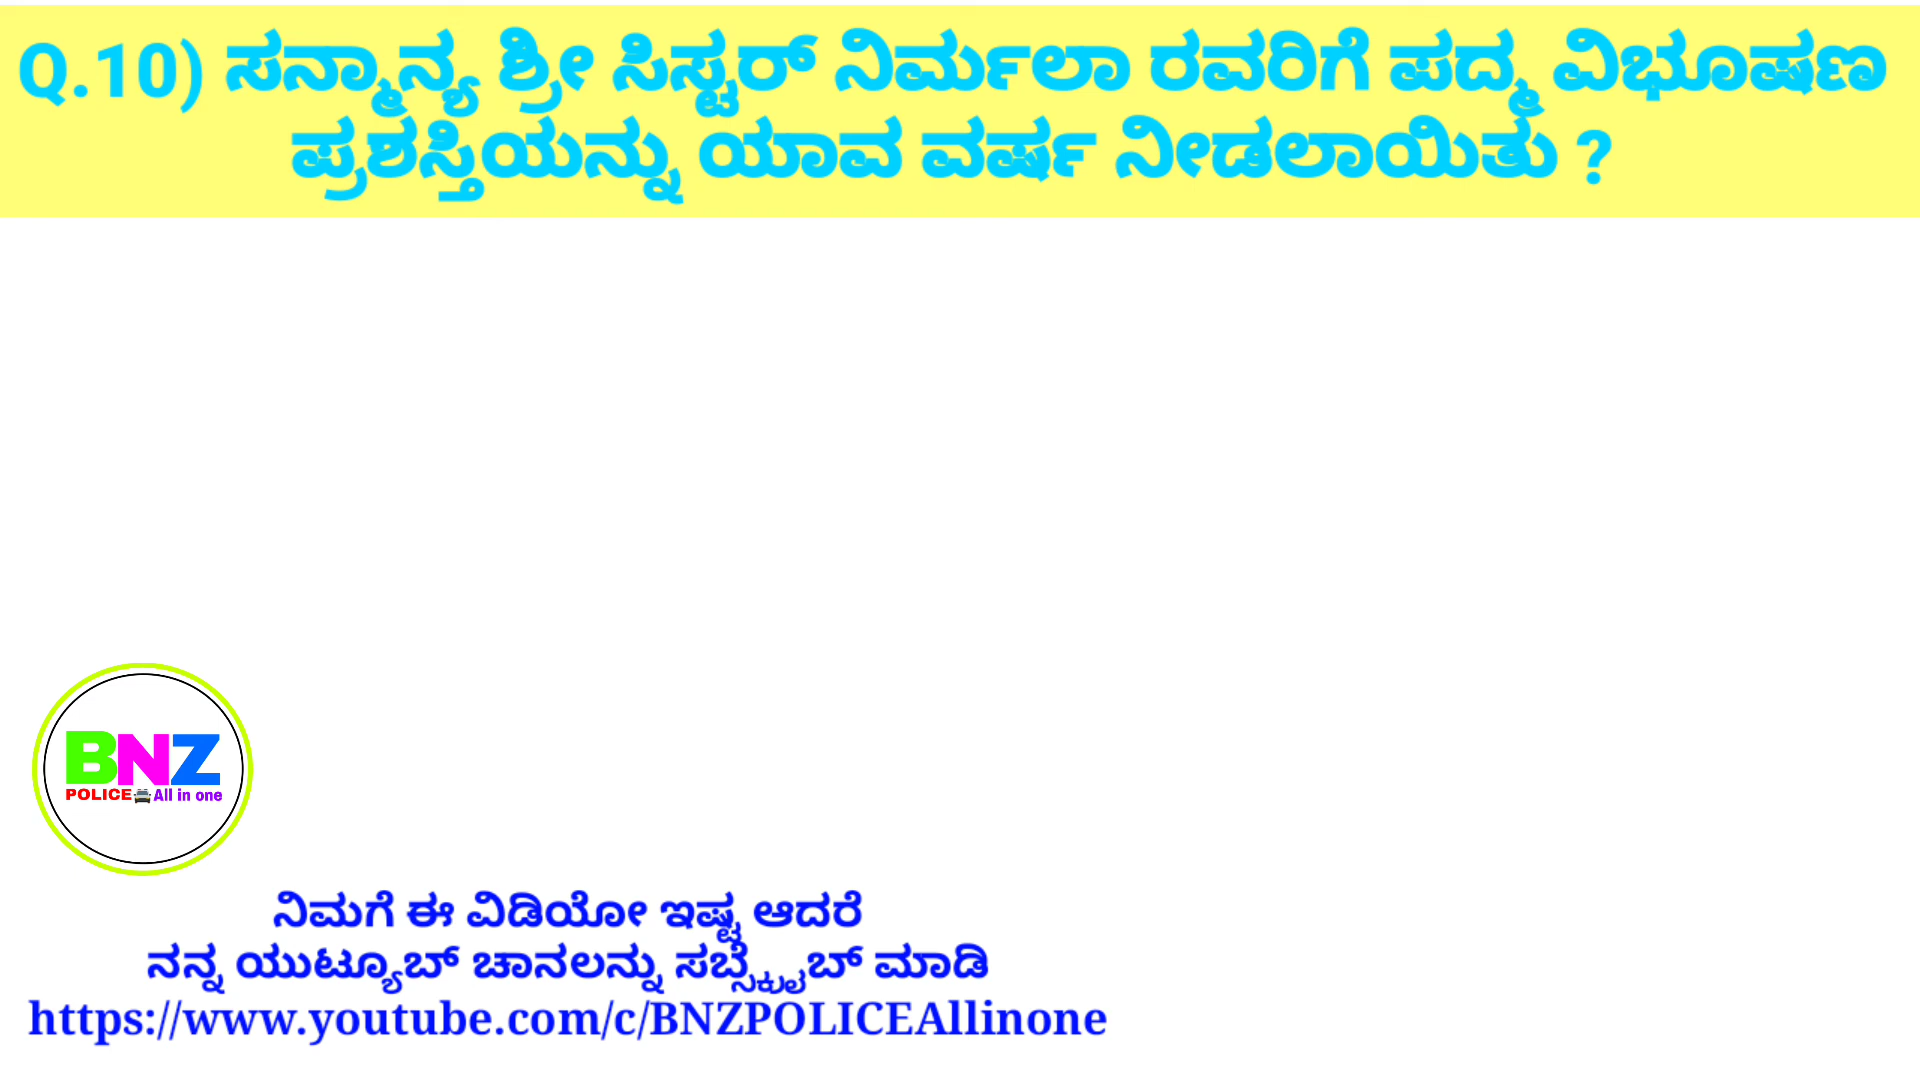 Q.10) ಸನ್ಮಾನ್ಯ ಶ್ರೀ ಸಿಸ್ಟರ್ ನಿರ್ಮಲಾ ರವರಿಗೆ ಪದ್ಮ ವಿಭೂಷಣ
ಪ್ರಶಸ್ತಿಯನ್ನು ಯಾವ ವರ್ಷ ನೀಡಲಾಯಿತು ?
BNZ
POLICE All in one
ನಿಮಗೆ ಈ ವಿಡಿಯೋ ಇಷ್ಟ ಆದರೆ
ನನ್ನ ಯುಟ್ಯೂಬ್ ಚಾನಲನ್ನು ಸಬ್ಸ್ಕ್ರೈಬ್ ಮಾಡಿ
https://www.youtube.com/c/BNZPOLICEAllinone